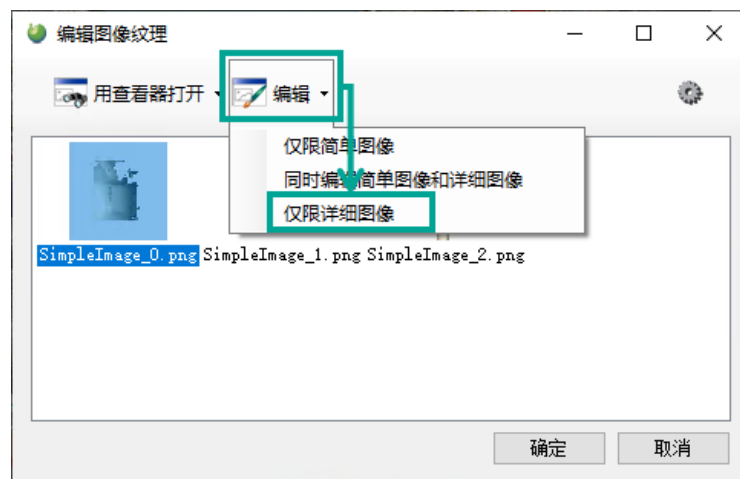 编辑图像纹理
用查看器打开 编辑
仅限简单图像
同时编辑简单图像和详细图像
仅限详细图像
SimpleImage_0.png SimpleImage_1.png SimpleImage_2.png
确定 取消